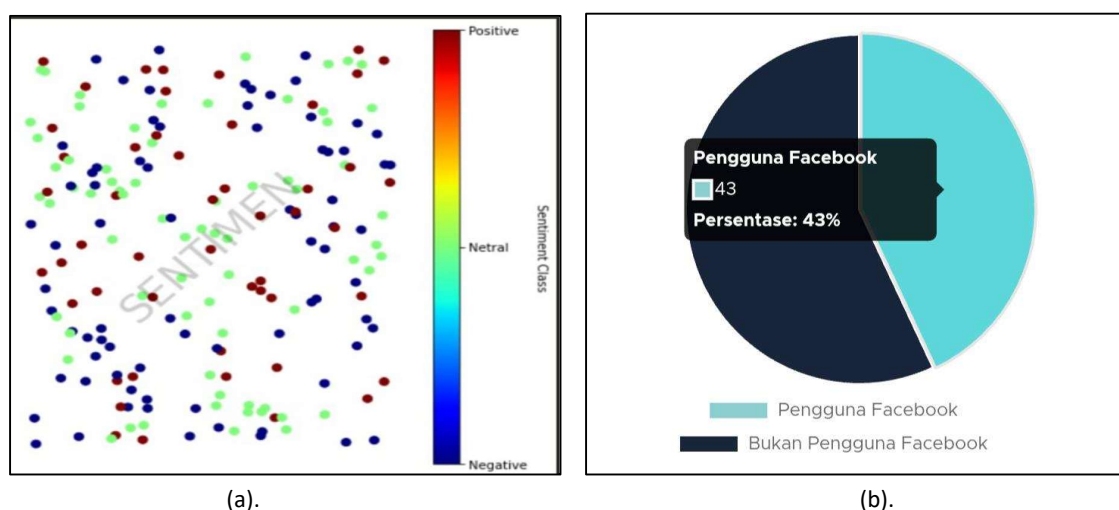 Positive
SENTIMEN
Netral
Sentiment Class
Negative
(a).
Pengguna Facebook
43
Persentase: 43%
Pengguna Facebook
Bukan Pengguna Facebook
(b).